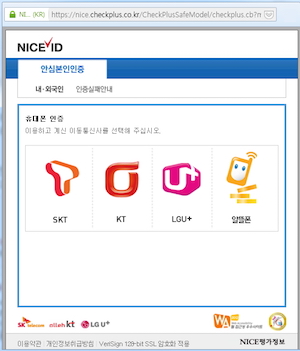 NI... (KR) https://nice.checkplus.co.kr/CheckPlusSafeModel/checkplus.cb?m
NICE ID
안심본인인증
내·외국인 인증실패안내
휴대폰 인증
이용하고 계신 이동통신사를 선택해 주십시오.
SKT KT LGU+ 알뜰폰
SK telecom olleh kt LG U+
이용약관 | 개인정보취급방침 | VeriSign 128-bit SSL 암호화 적용 NICE평가정보